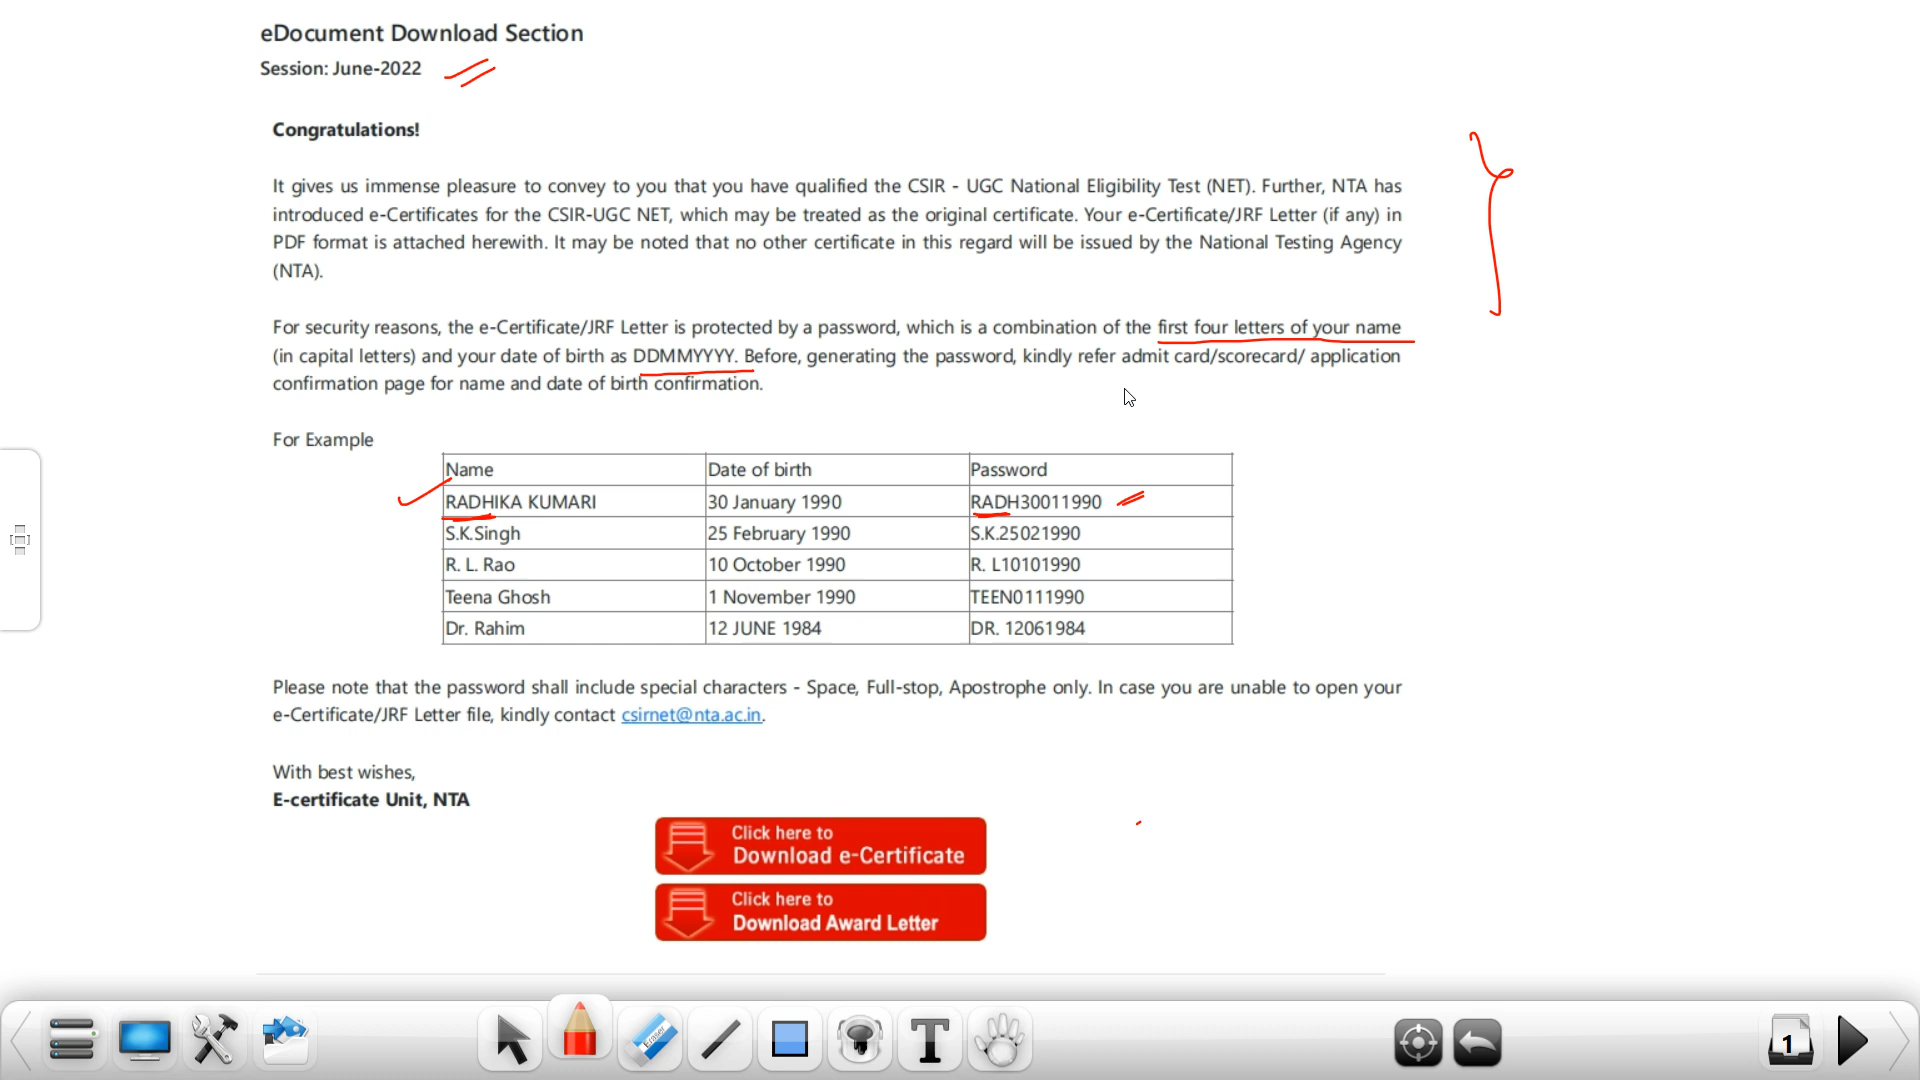 eDocument Download Section
Session: June-2022
Congratulations!
It gives us immense pleasure to convey to you that you have qualified the CSIR - UGC National Eligibility Test (NET). Further, NTA has
introduced e-Certificates for the CSIR-UGC NET, which may be treated as the original certificate. Your e-Certificate/JRF Letter (if any) in
PDF format is attached herewith. It may be noted that no other certificate in this regard will be issued by the National Testing Agency
(NTA).
For security reasons, the e-Certificate/JRF Letter is protected by a password, which is a combination of the first four letters of your name
(in capital letters) and your date of birth as DDMMYYYY. Before, generating the password, kindly refer admit card/scorecard/ application
confirmation page for name and date of birth confirmation.
For Example
Name Date of birth Password
RADHIKA KUMARI 30 January 1990 RADH30011990
S.K.Singh 25 February 1990 S.K.25021990
R. L. Rao 10 October 1990 R. L10101990
Teena Ghosh 1 November 1990 TEEN0111990
Dr. Rahim 12 JUNE 1984 DR. 12061984
Please note that the password shall include special characters - Space, Full-stop, Apostrophe only. In case you are unable to open your
e-Certificate/JRF Letter file, kindly contact csirnet@nta.ac.in.
With best wishes,
E-certificate Unit, NTA
Click here to
Download e-Certificate
Click here to
Download Award Letter
Eraser
T
1